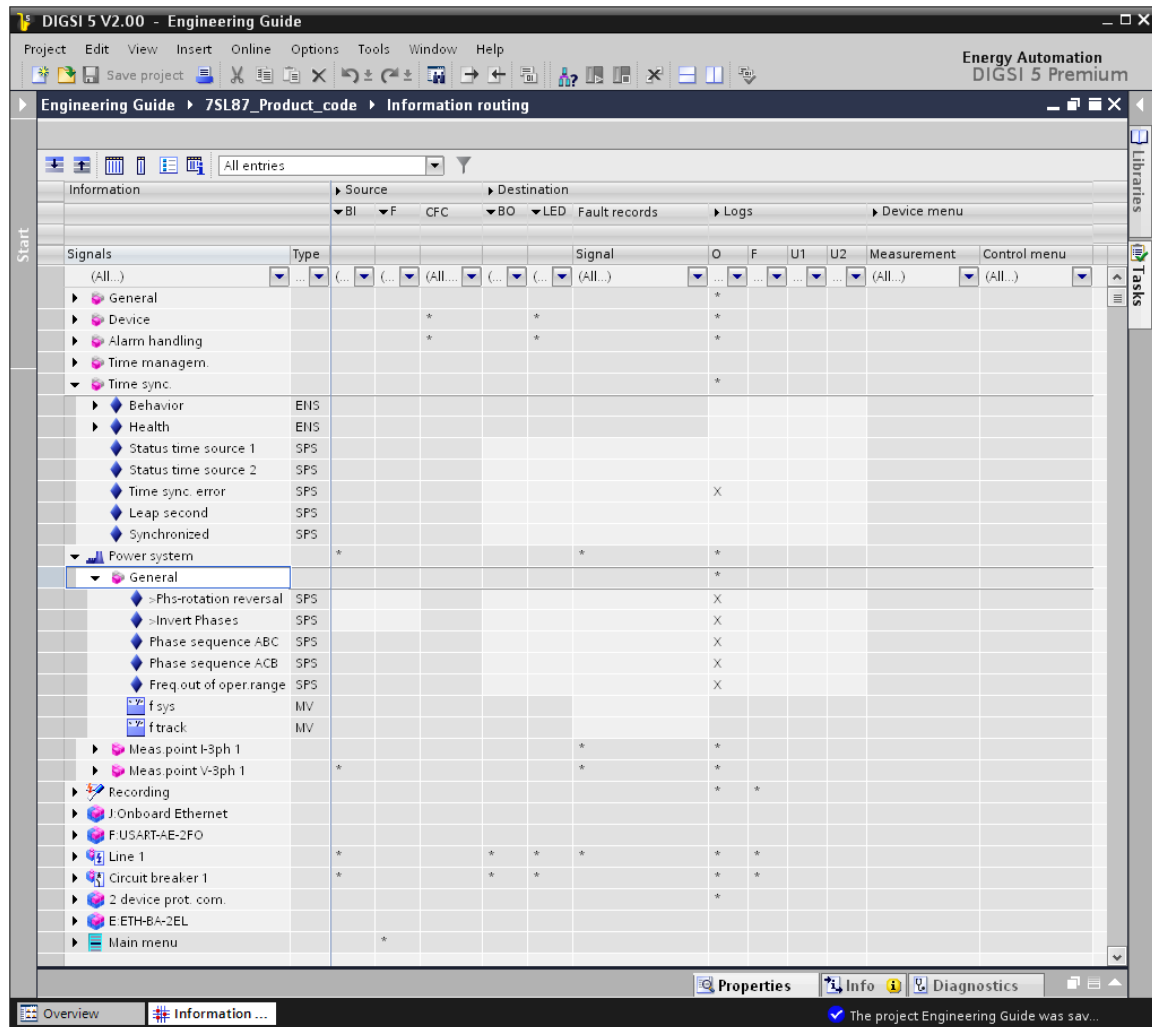 DIGSI 5 V2.00 - Engineering Guide
Project Edit View Insert Online Options Tools Window Help
Save project
Energy Automation
DIGSI 5 Premium
Engineering Guide 7SL87_Product_code Information routing
All entries
Information Source Destination
BI F CFC BO LED Fault records Logs Device menu
Signals Type Signal O F U1 U2 Measurement Control menu
(All...) ... (... (... (All.... (... (... (All...) ... ... ... ... (All...) (All...)
General *
Device * * *
Alarm handling * * *
Time managem.
Time sync. *
Behavior ENS
Health ENS
Status time source 1 SPS
Status time source 2 SPS
Time sync. error SPS X
Leap second SPS
Synchronized SPS
Power system * * *
General *
>Phs-rotation reversal SPS X
>Invert Phases SPS X
Phase sequence ABC SPS X
Phase sequence ACB SPS X
Freq.out of oper.range SPS X
f sys MV
f track MV
Meas.point I-3ph 1 * *
Meas.point V-3ph 1 * * *
Recording * *
J:Onboard Ethernet
F:USART-AE-2FO
Line 1 * * * * * *
Circuit breaker 1 * * * * *
2 device prot. com. *
E:ETH-BA-2EL
Main menu *
Start
Libraries
Tasks
Properties Info Diagnostics
Overview Information ... The project Engineering Guide was sav...